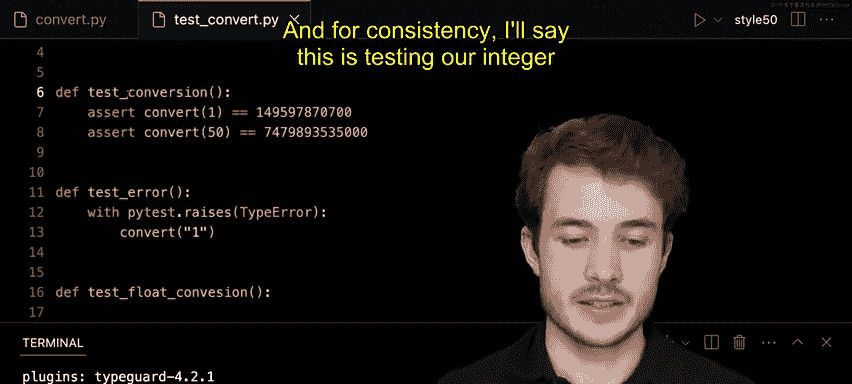 convert.py
test_convert.py
style50
And for consistency, I'll say
this is testing our integer
4
5
6 def test_conversion():
7 assert convert(1) == 149597870700
8 assert convert(50) == 7479893535000
9
10
11 def test_error():
12 with pytest.raises(TypeError):
13 convert("1")
14
15
16 def test_float_convesion():
17
TERMINAL
plugins: typeguard-4.2.1